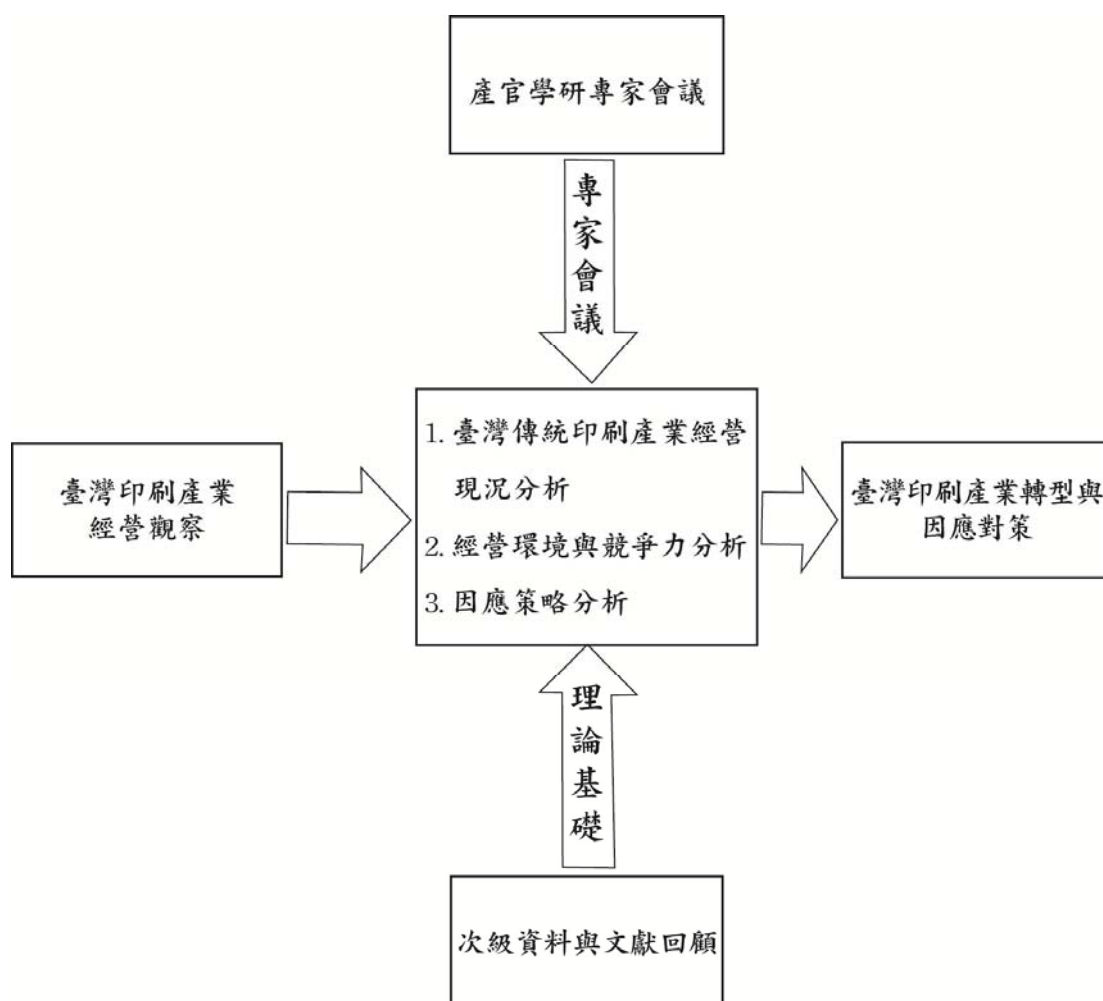 產官學研專家會議
專家會議
臺灣印刷產業
經營觀察
1. 臺灣傳統印刷產業經營
現況分析
2. 經營環境與競爭力分析
3. 因應策略分析
臺灣印刷產業轉型與
因應對策
理論基礎
次級資料與文獻回顧